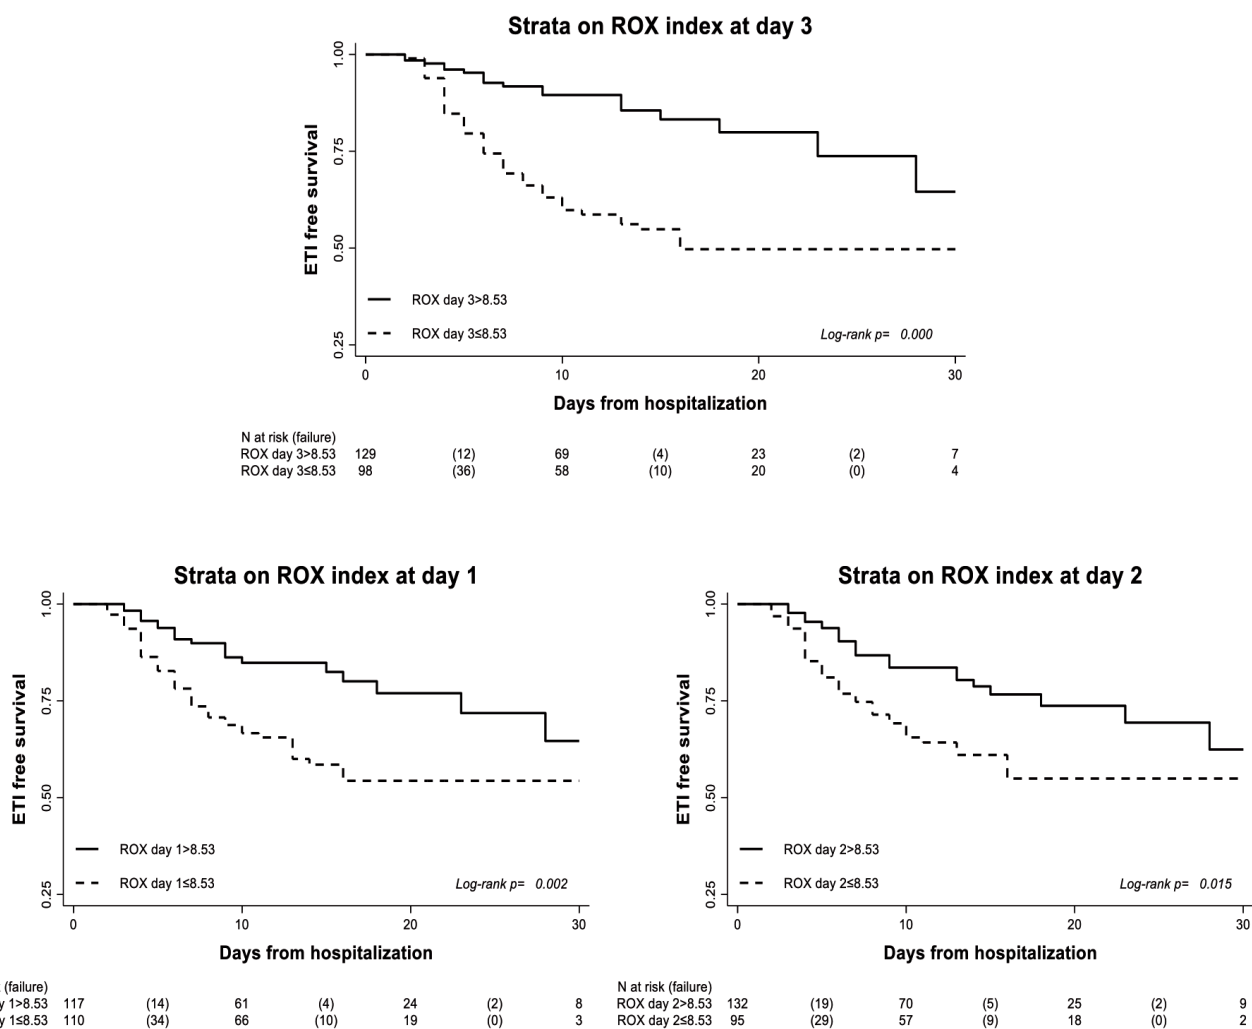 Strata on ROX index at day 3
ETI free survival
1.00
0.75
0.50
0.25
ROX day 3>8.53
ROX day 3≤8.53
Log-rank p= 0.000
0 10 20 30
Days from hospitalization
N at risk (failure)
ROX day 3>8.53 129 (12) 69 (4) 23 (2) 7
ROX day 3≤8.53 98 (36) 58 (10) 20 (0) 4
Strata on ROX index at day 1
ETI free survival
1.00
0.75
0.50
0.25
ROX day 1>8.53
ROX day 1≤8.53
Log-rank p= 0.002
0 10 20 30
Days from hospitalization
(failure)
y 1>8.53 117 (14) 61 (4) 24 (2) 8
y 1≤8.53 110 (34) 66 (10) 19 (0) 3
Strata on ROX index at day 2
ETI free survival
1.00
0.75
0.50
0.25
ROX day 2>8.53
ROX day 2≤8.53
Log-rank p= 0.015
0 10 20 30
Days from hospitalization
N at risk (failure)
ROX day 2>8.53 132 (19) 70 (5) 25 (2) 9
ROX day 2≤8.53 95 (29) 57 (9) 18 (0) 2